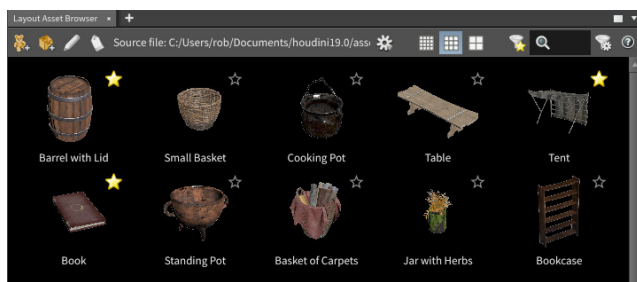 Layout Asset Browser × +
Source file: C:/Users/rob/Documents/houdini19.0/ass
Barrel with Lid Small Basket Cooking Pot Table Tent
Book Standing Pot Basket of Carpets Jar with Herbs Bookcase